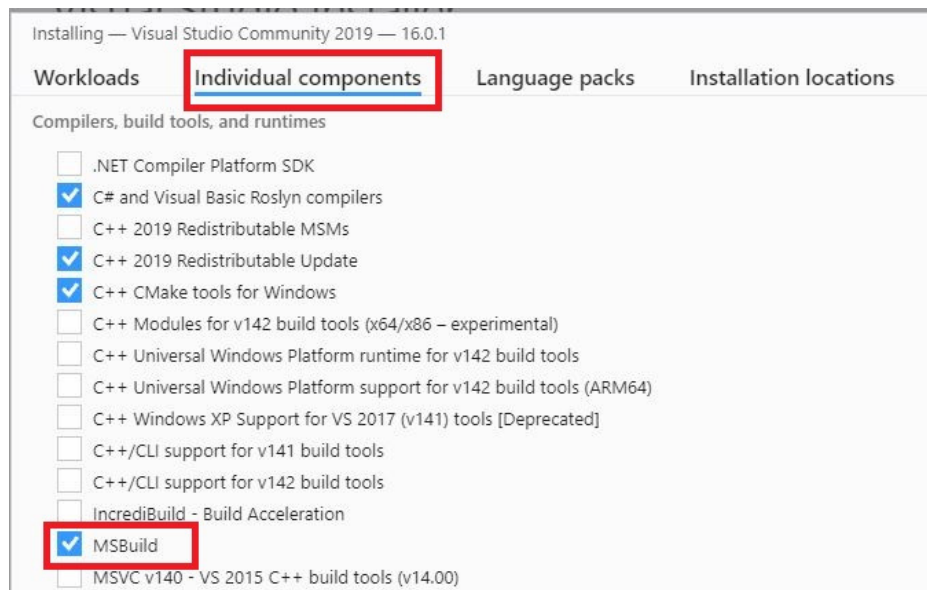 Installing — Visual Studio Community 2019 — 16.0.1
Workloads Individual components Language packs Installation locations
Compilers, build tools, and runtimes
.NET Compiler Platform SDK
C# and Visual Basic Roslyn compilers
C++ 2019 Redistributable MSMs
C++ 2019 Redistributable Update
C++ CMake tools for Windows
C++ Modules for v142 build tools (x64/x86 – experimental)
C++ Universal Windows Platform runtime for v142 build tools
C++ Universal Windows Platform support for v142 build tools (ARM64)
C++ Windows XP Support for VS 2017 (v141) tools [Deprecated]
C++/CLI support for v141 build tools
C++/CLI support for v142 build tools
IncrediBuild - Build Acceleration
MSBuild
MSVC v140 - VS 2015 C++ build tools (v14.00)